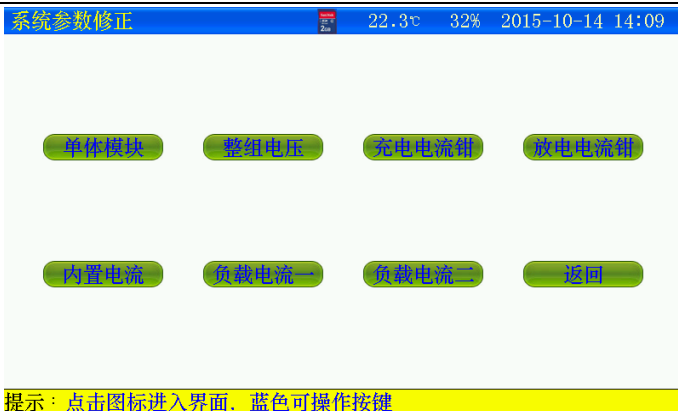 系统参数修正 22.3℃ 32% 2015-10-14 14:09
单体模块 整组电压 充电电流钳 放电电流钳
内置电流 负载电流一 负载电流二 返回
提示：点击图标进入界面．蓝色可操作按键